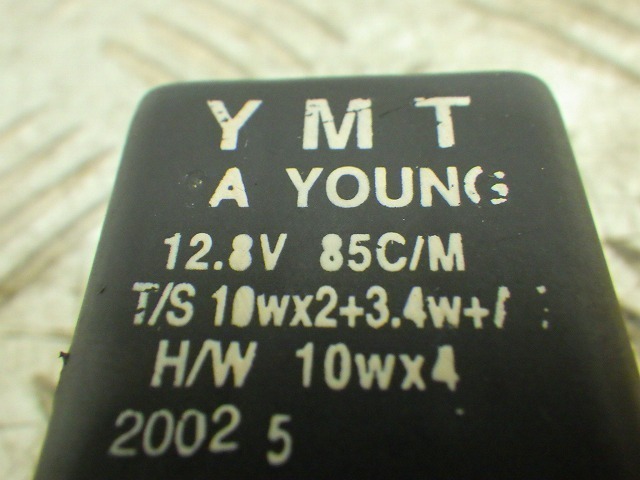 Y M T
A YOUNG
12.8V 85C/M
T/S 10wx2+3.4w+
H/W 10wx4
2002 5